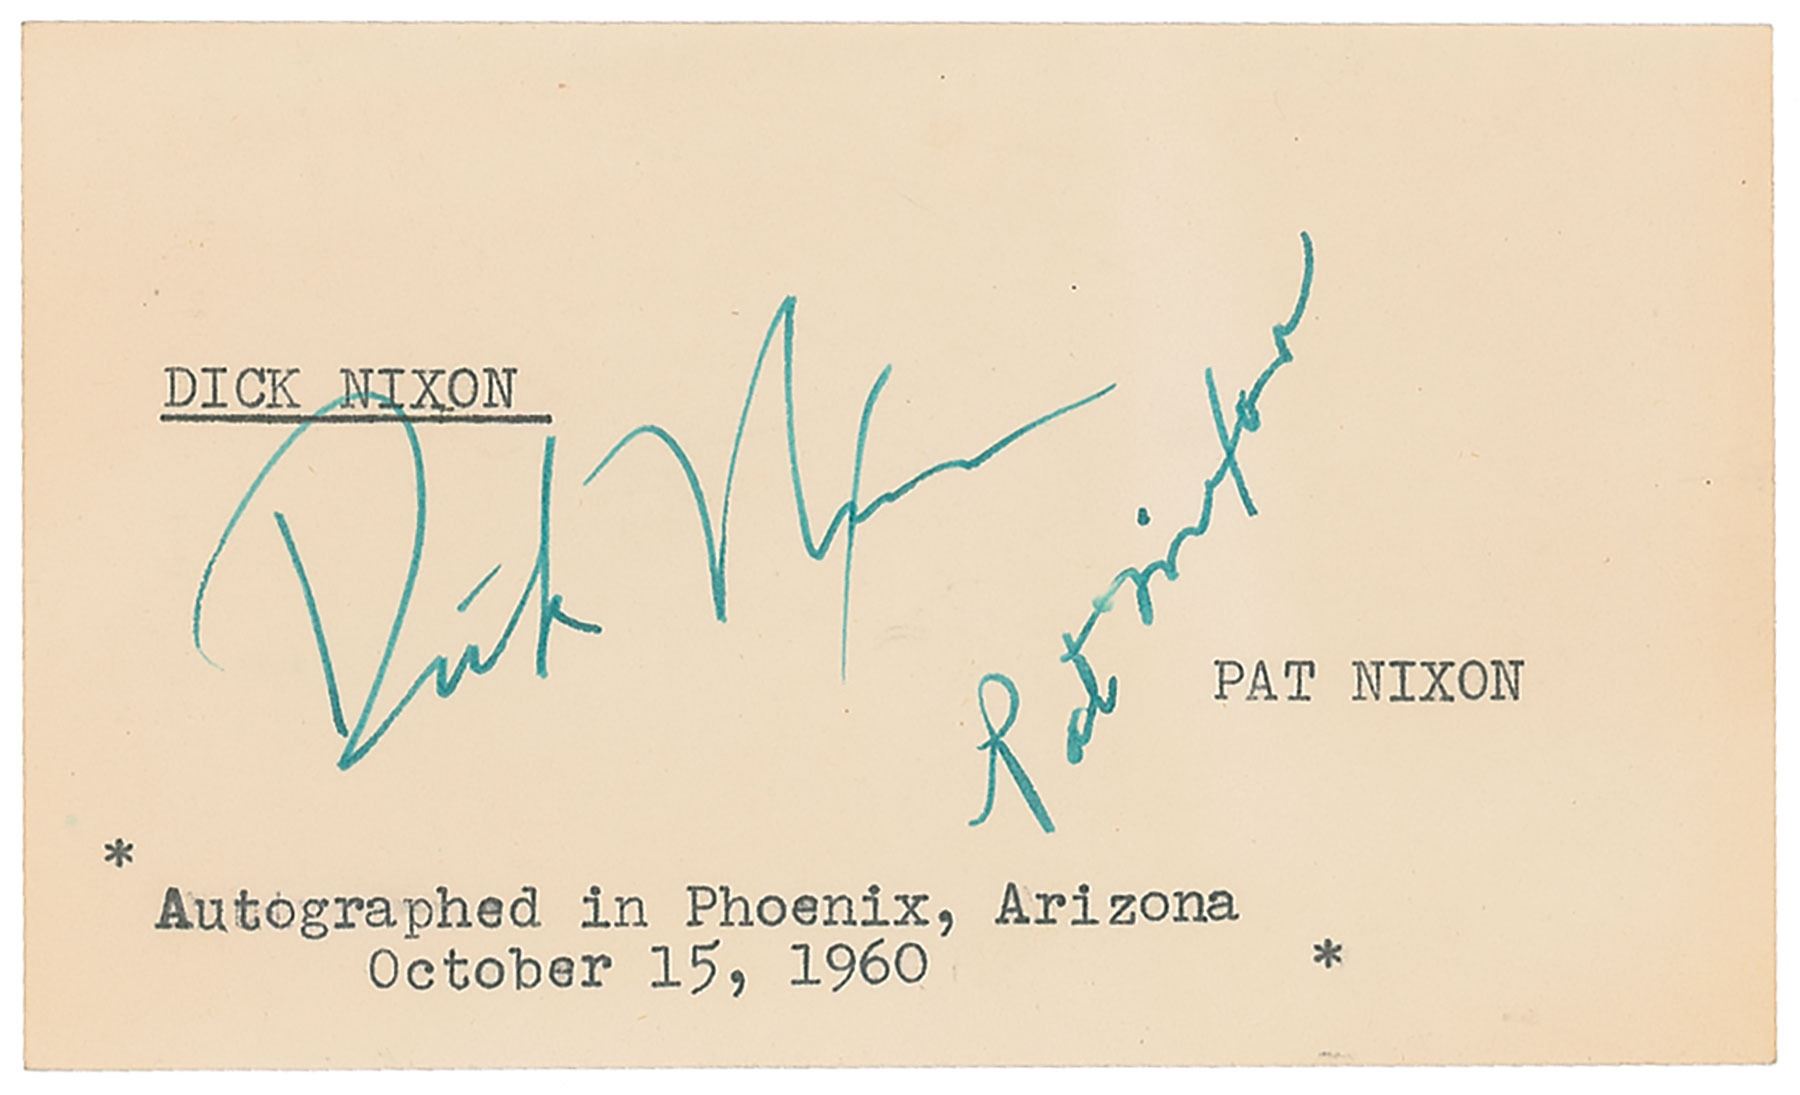 DICK NIXON
Dick Nixon
Pat Nixon
PAT NIXON
*
Autographed in Phoenix, Arizona
October 15, 1960
*